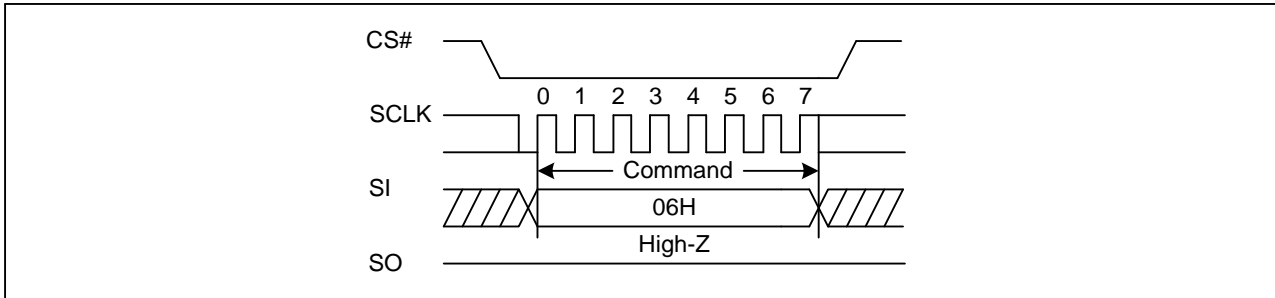 CS#
0 1 2 3 4 5 6 7
SCLK
Command
SI
06H
High-Z
SO